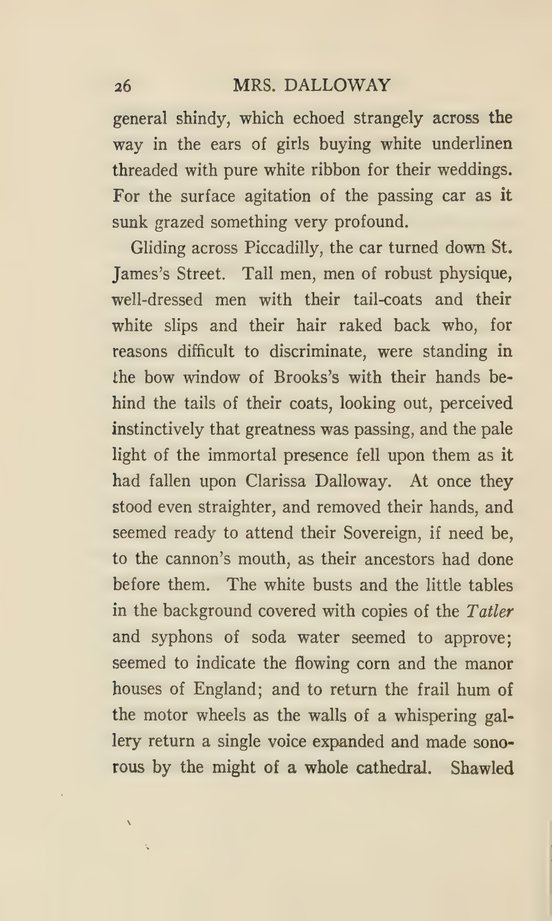 26 MRS. DALLOWAY
general shindy, which echoed strangely across the
way in the ears of girls buying white underlinen
threaded with pure white ribbon for their weddings.
For the surface agitation of the passing car as it
sunk grazed something very profound.
Gliding across Piccadilly, the car turned down St.
James's Street. Tall men, men of robust physique,
well-dressed men with their tail-coats and their
white slips and their hair raked back who, for
reasons difficult to discriminate, were standing in
the bow window of Brooks's with their hands be-
hind the tails of their coats, looking out, perceived
instinctively that greatness was passing, and the pale
light of the immortal presence fell upon them as it
had fallen upon Clarissa Dalloway. At once they
stood even straighter, and removed their hands, and
seemed ready to attend their Sovereign, if need be,
to the cannon's mouth, as their ancestors had done
before them. The white busts and the little tables
in the background covered with copies of the Tatler
and syphons of soda water seemed to approve;
seemed to indicate the flowing corn and the manor
houses of England; and to return the frail hum of
the motor wheels as the walls of a whispering gal-
lery return a single voice expanded and made sono-
rous by the might of a whole cathedral. Shawled